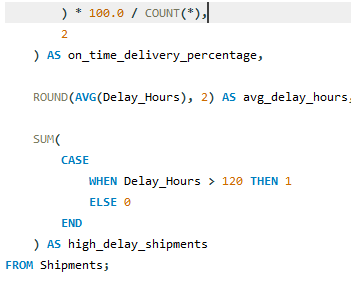 ) * 100.0 / COUNT(*),
2
) AS on_time_delivery_percentage,
ROUND(AVG(Delay_Hours), 2) AS avg_delay_hours,
SUM(
CASE
WHEN Delay_Hours > 120 THEN 1
ELSE 0
END
) AS high_delay_shipments
FROM Shipments;